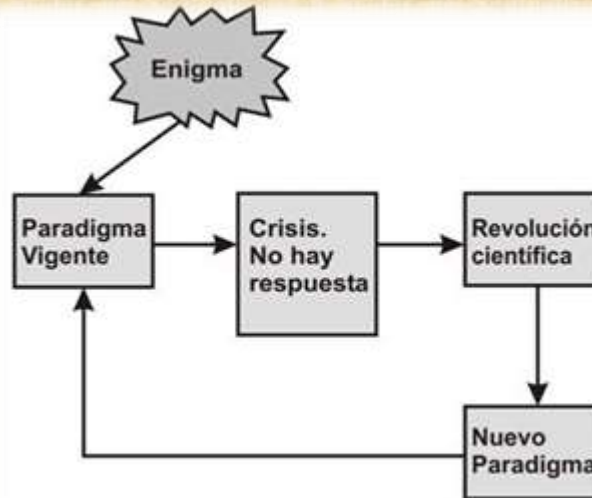 Enigma
Paradigma
Vigente
Crisis.
No hay
respuesta
Revolución
científica
Nuevo
Paradigma